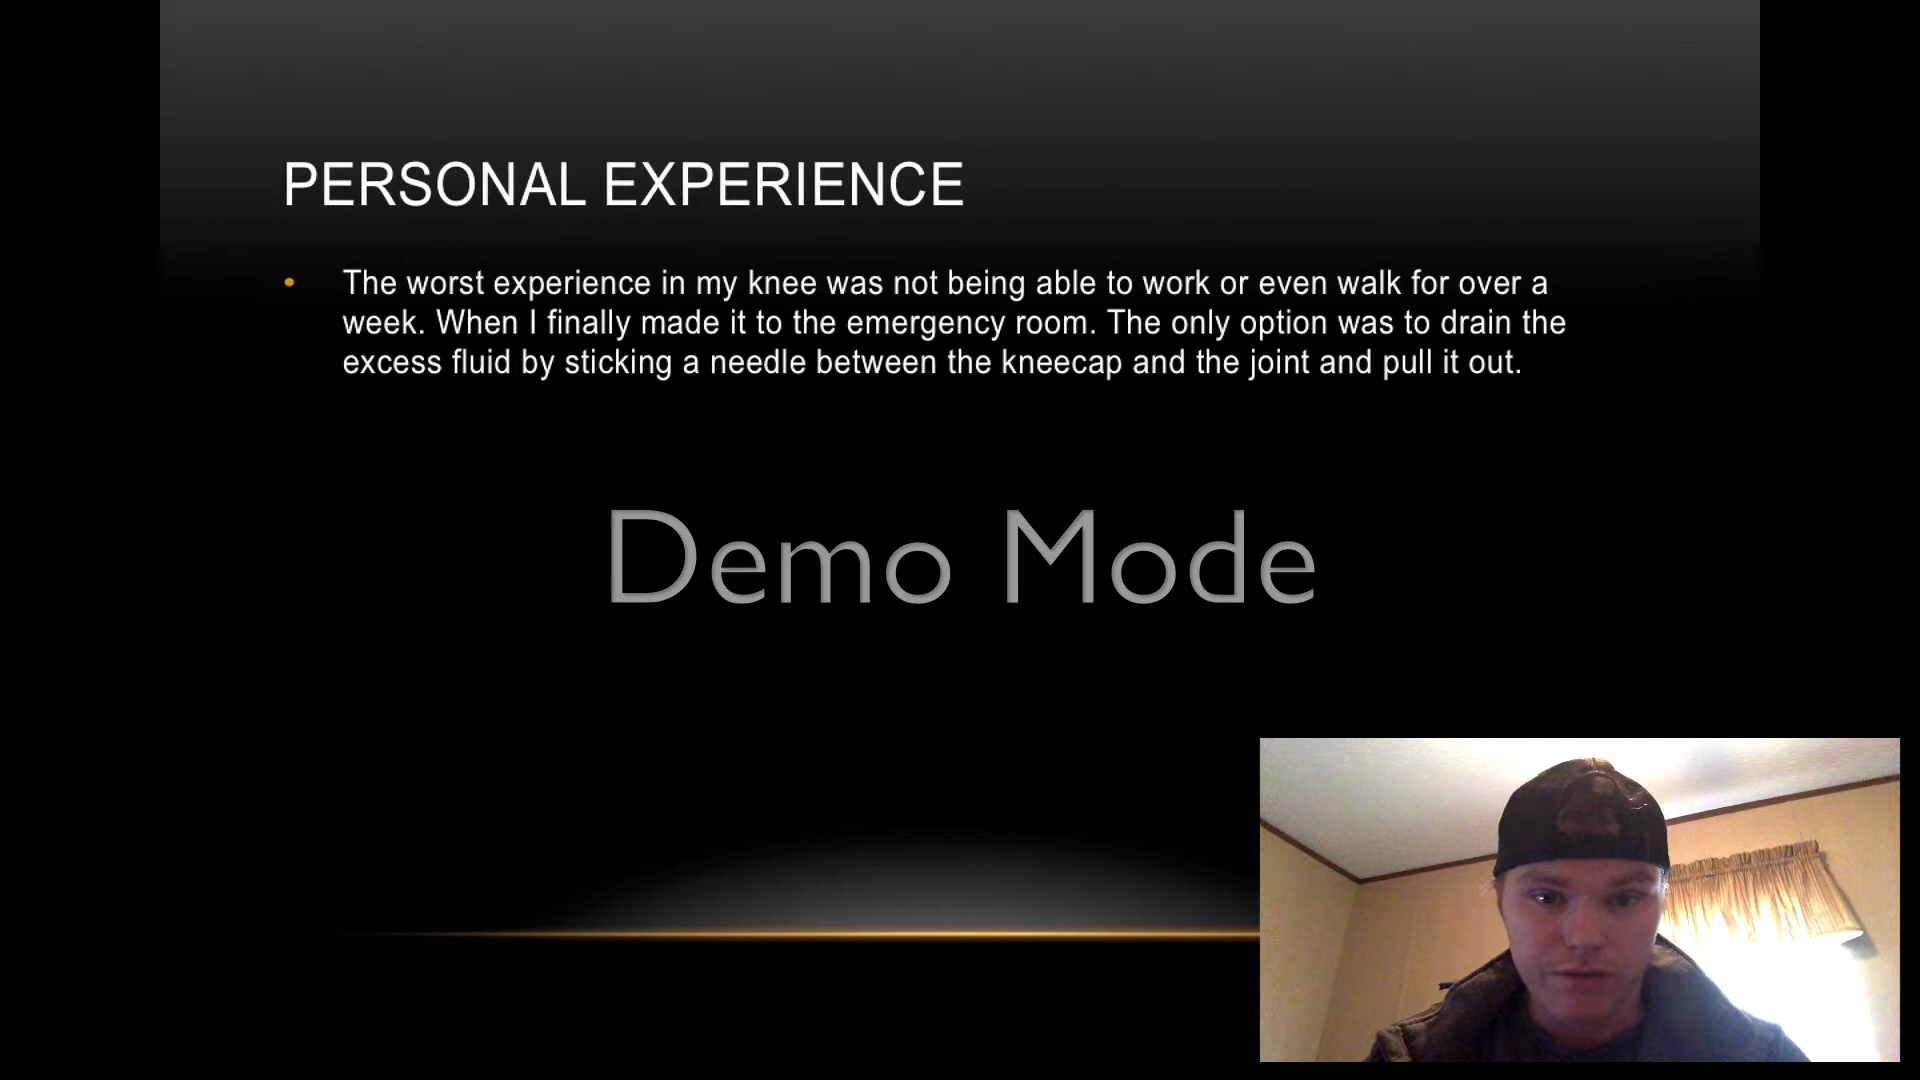 PERSONAL EXPERIENCE
• The worst experience in my knee was not being able to work or even walk for over a
week. When I finally made it to the emergency room. The only option was to drain the
excess fluid by sticking a needle between the kneecap and the joint and pull it out.
Demo Mode